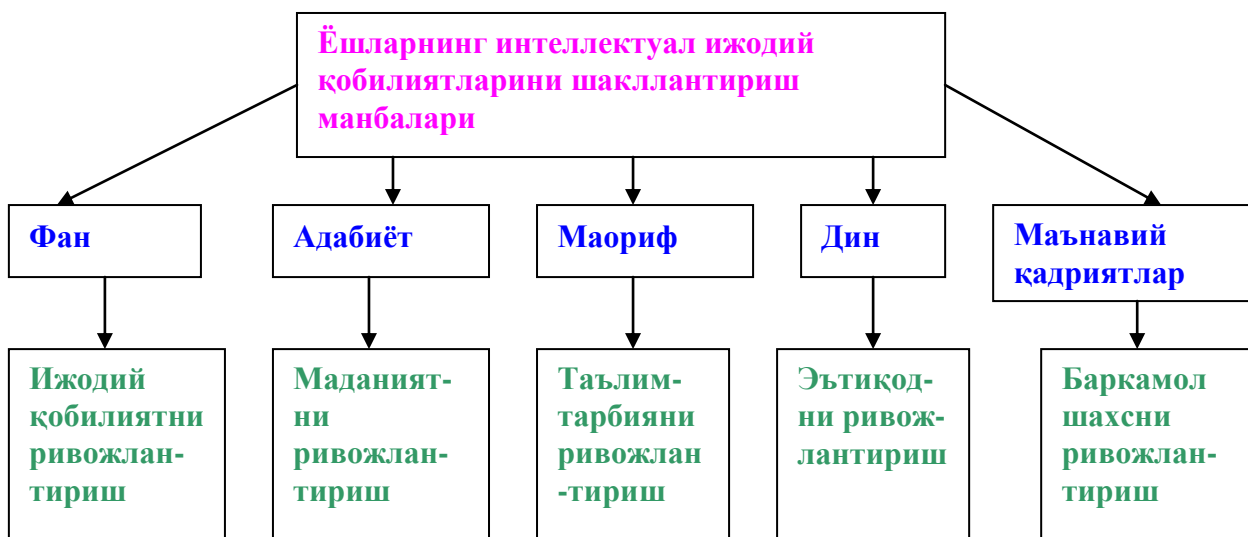 Ёшларнинг интеллектуал ижодий
қобилиятларини шакллантириш
манбалари
Фан
Адабиёт
Маориф
Дин
Маънавий
қадриятлар
Ижодий
қобилиятни
ривожлан-
тириш
Маданият-
ни
ривожлан-
тириш
Таълим-
тарбияни
ривожлан
-тириш
Эътиқод-
ни ривож-
лантириш
Баркамол
шахсни
ривожлан-
тириш